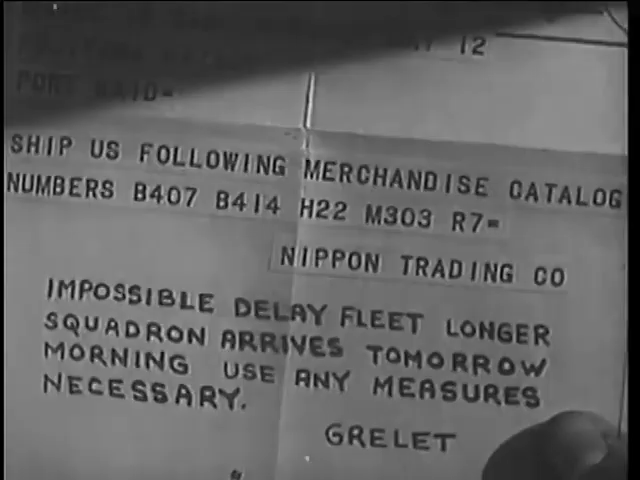 12
PORT SAID=
SHIP US FOLLOWING MERCHANDISE CATALOG
NUMBERS B407 B414 H22 M303 R7=
NIPPON TRADING CO
IMPOSSIBLE DELAY FLEET LONGER
SQUADRON ARRIVES TOMORROW
MORNING USE ANY MEASURES
NECESSARY.
GRELET